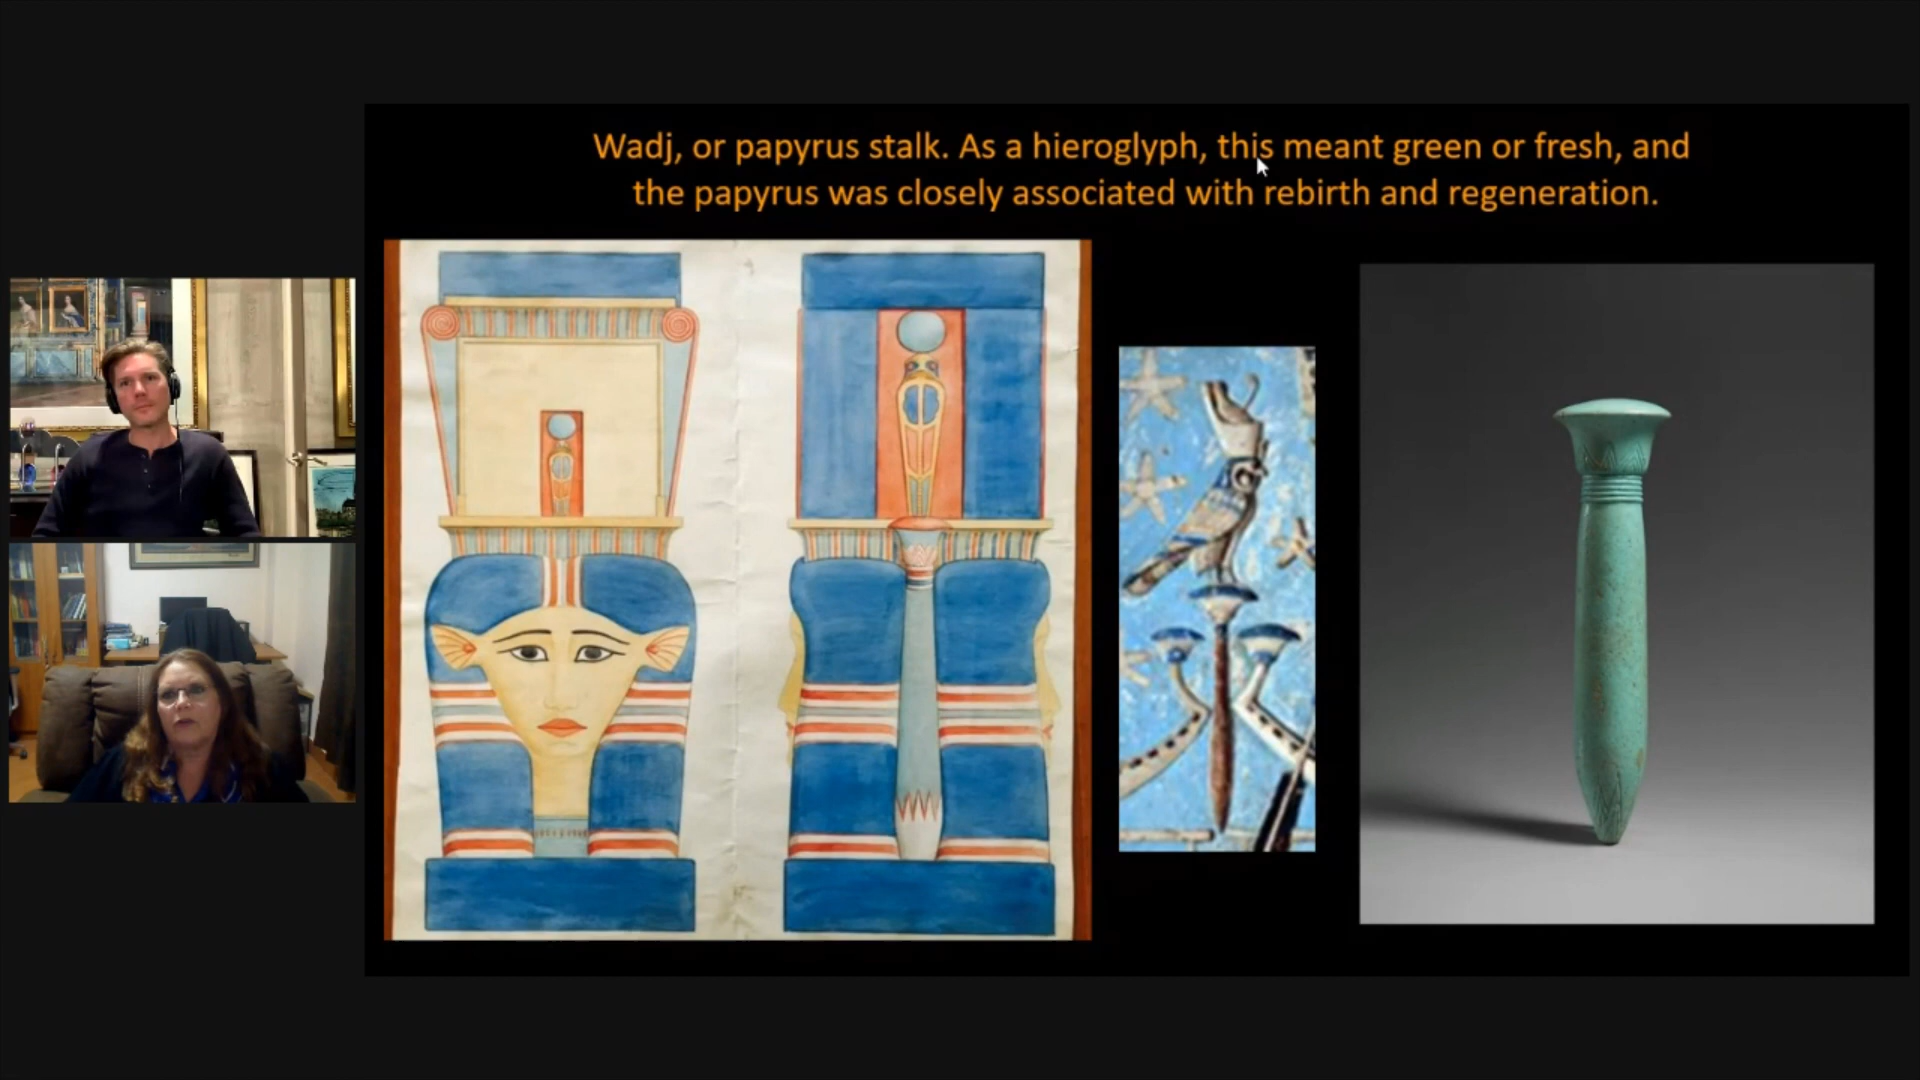 Wadj, or papyrus stalk. As a hieroglyph, this meant green or fresh, and
the papyrus was closely associated with rebirth and regeneration.